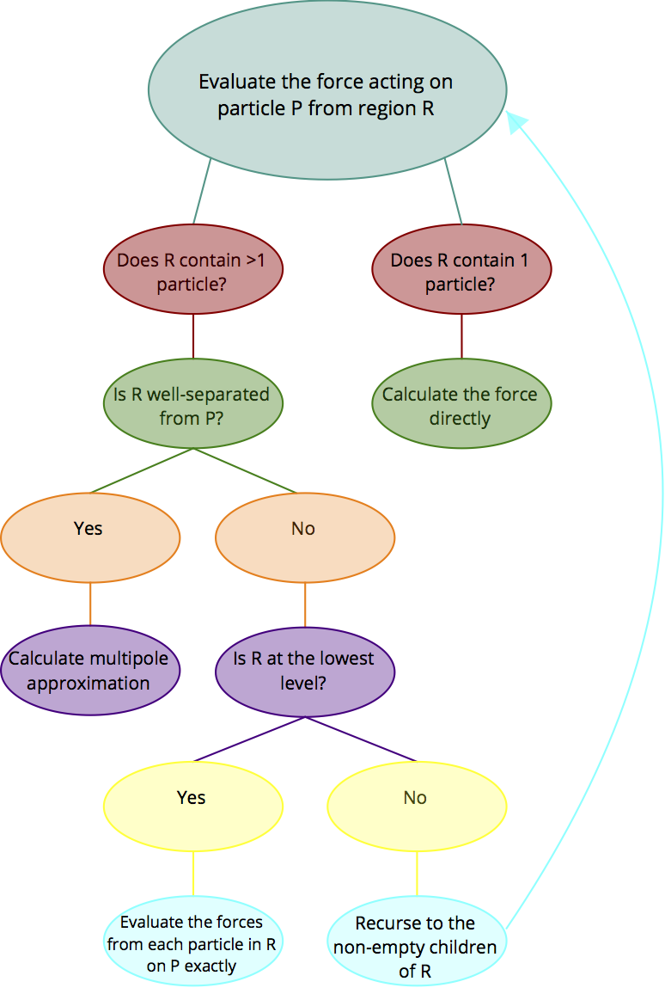 Evaluate the force acting on
particle P from region R
Does R contain >1
particle?
Does R contain 1
particle?
Is R well-separated
from P?
Calculate the force
directly
Yes
No
Calculate multipole
approximation
Is R at the lowest
level?
Yes
No
Evaluate the forces
from each particle in R
on P exactly
Recurse to the
non-empty children
of R